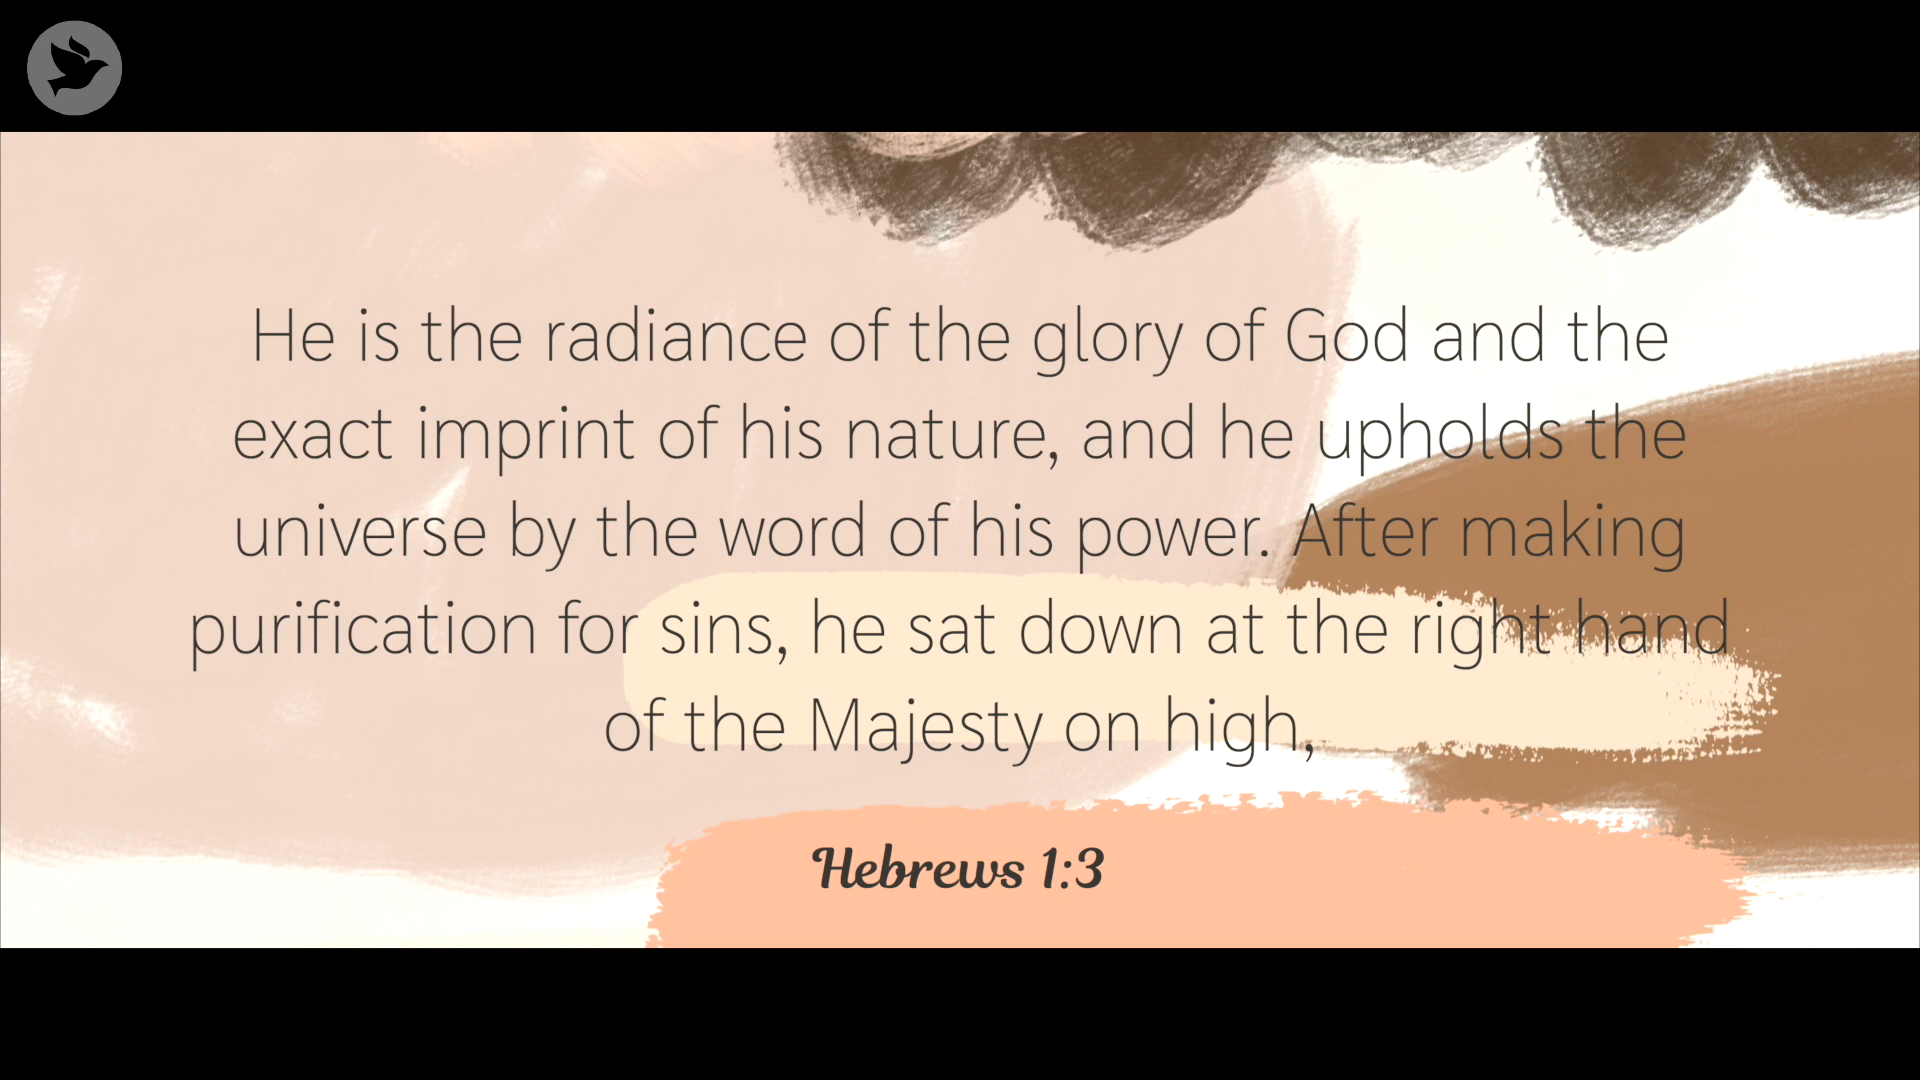 He is the radiance of the glory of God and the
exact imprint of his nature, and he upholds the
universe by the word of his power. After making
purification for sins, he sat down at the right hand
of the Majesty on high,
Hebrews 1:3